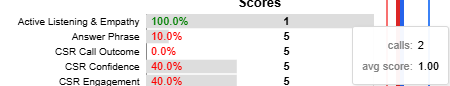 Scores
Active Listening & Empathy 100.0% 1
Answer Phrase 10.0% 5
CSR Call Outcome 0.0% 5
CSR Confidence 40.0% 5
CSR Engagement 40.0% 5
calls: 2
avg score: 1.00